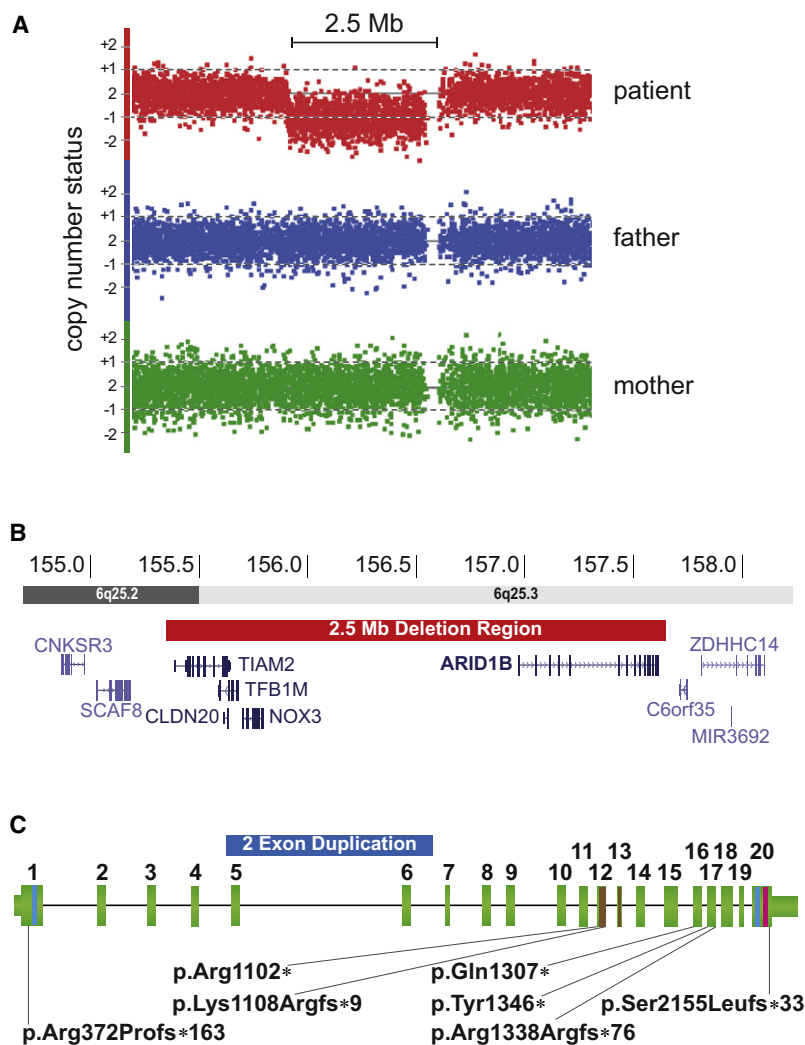 A
2.5 Mb
+2
+1
2
-1
-2
patient
+2
+1
2
-1
-2
father
+2
+1
2
-1
-2
mother
copy number status
B
155.0 155.5 156.0 156.5 157.0 157.5 158.0
6q25.2 6q25.3
2.5 Mb Deletion Region
CNKSR3
SCAF8
TIAM2
TFB1M
CLDN20
NOX3
ARID1B
ZDHHC14
C6orf35
MIR3692
C
2 Exon Duplication
1 2 3 4 5 6 7 8 9 10 11 12 13 14 15 16 17 18 19 20
p.Arg1102*
p.Gln1307*
p.Lys1108Argfs*9
p.Tyr1346*
p.Ser2155Leufs*33
p.Arg372Profs*163
p.Arg1338Argfs*76